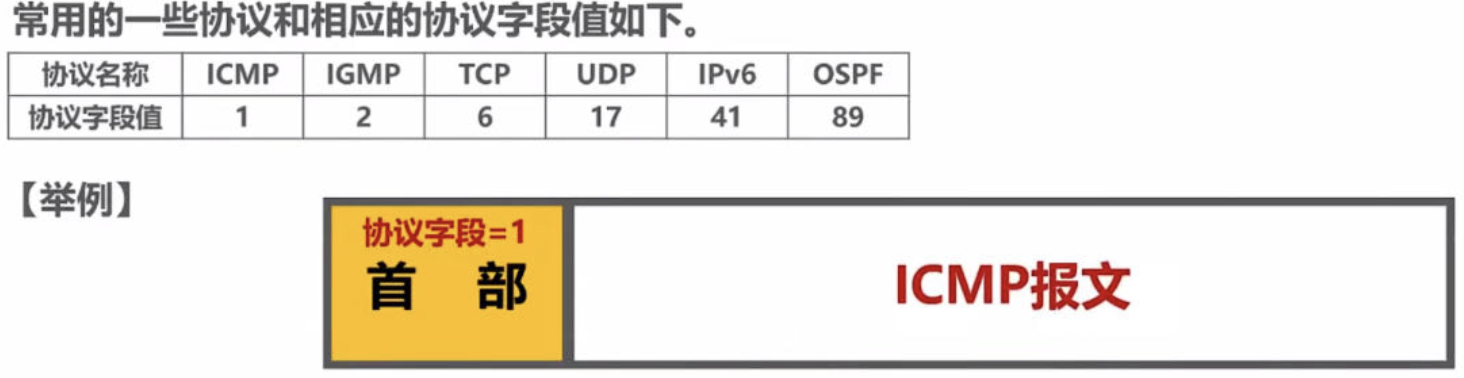 常用的一些协议和相应的协议字段值如下。
协议名称 ICMP IGMP TCP UDP IPv6 OSPF
协议字段值 1 2 6 17 41 89
【举例】
协议字段=1
首 部
ICMP报文